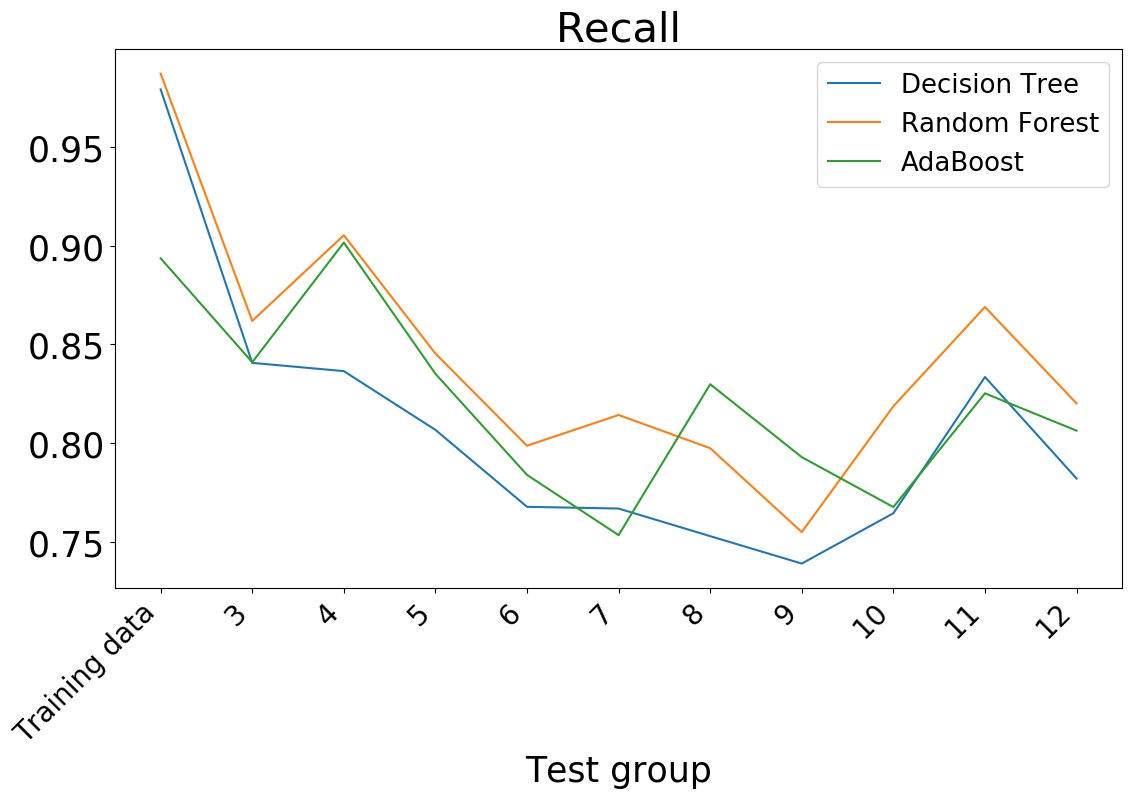 Recall
Decision Tree
Random Forest
AdaBoost
0.95
0.90
0.85
0.80
0.75
Training data
3
4
5
6
7
8
9
10
11
12
Test group